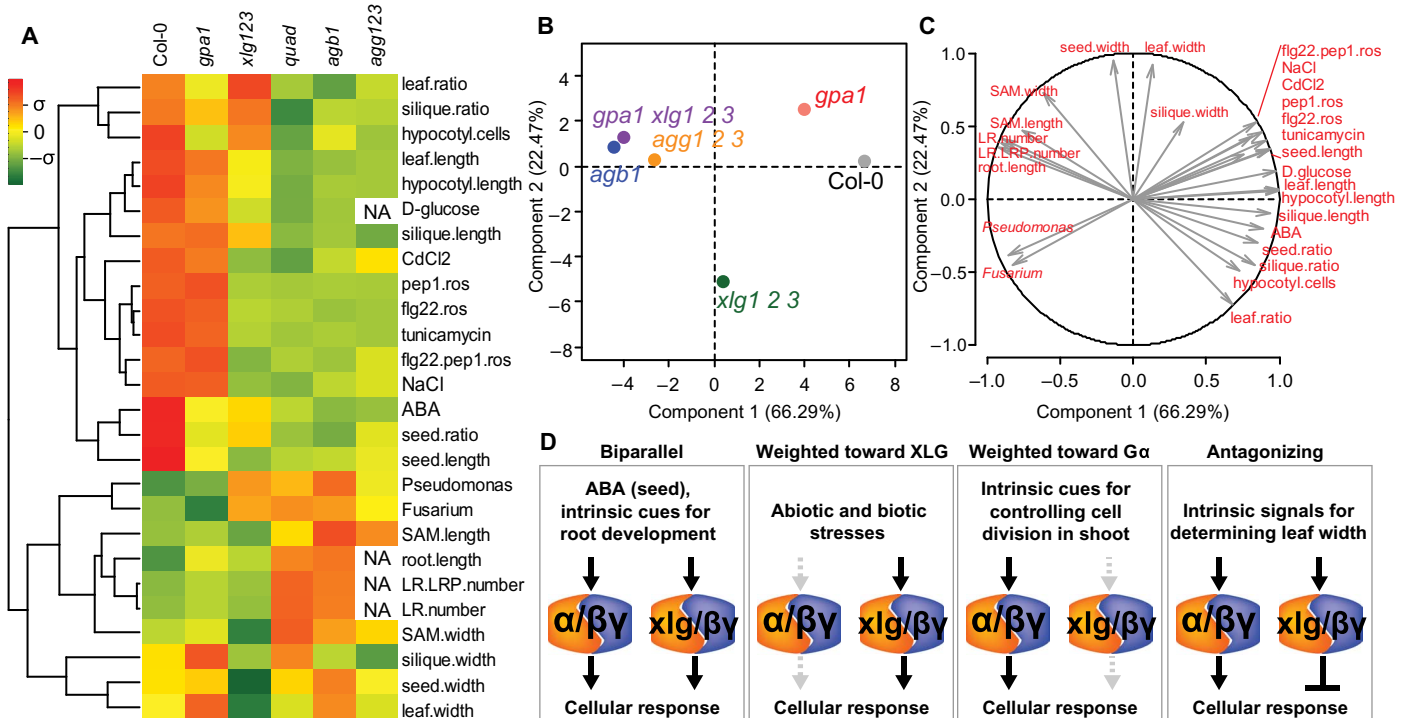 A
Col-0
gpa1
xlg123
quad
agb1
agg123
σ
0
−σ
leaf.ratio
silique.ratio
hypocotyl.cells
leaf.length
hypocotyl.length
NA D-glucose
silique.length
CdCl2
pep1.ros
flg22.ros
tunicamycin
flg22.pep1.ros
NaCl
ABA
seed.ratio
seed.length
Pseudomonas
Fusarium
SAM.length
NA root.length
NA LR.LRP.number
NA LR.number
SAM.width
silique.width
seed.width
leaf.width
B
Component 2 (22.47%)
4
2
0
−2
−4
−6
−8
gpa1
gpa1 xlg1 2 3
agg1 2 3
agb1
Col-0
xlg1 2 3
−4 −2 0 2 4 6 8
Component 1 (66.29%)
C
Component 2 (22.47%)
1.0
0.5
0.0
−0.5
−1.0
seed.width leaf.width
SAM.width
silique.width
SAM.length
LR.number
LR.LRP.number
root.length
Pseudomonas
Fusarium
flg22.pep1.ros
NaCl
CdCl2
pep1.ros
flg22.ros
tunicamycin
seed.length
D.glucose
leaf.length
hypocotyl.length
silique.length
ABA
seed.ratio
silique.ratio
hypocotyl.cells
leaf.ratio
−1.0 −0.5 0.0 0.5 1.0
Component 1 (66.29%)
D
Biparallel
ABA (seed),
intrinsic cues for
root development
α/βγ xlg/βγ
Cellular response
Weighted toward XLG
Abiotic and biotic
stresses
α/βγ xlg/βγ
Cellular response
Weighted toward Gα
Intrinsic cues for
controlling cell
division in shoot
α/βγ xlg/βγ
Cellular response
Antagonizing
Intrinsic signals for
determining leaf width
α/βγ xlg/βγ
Cellular response